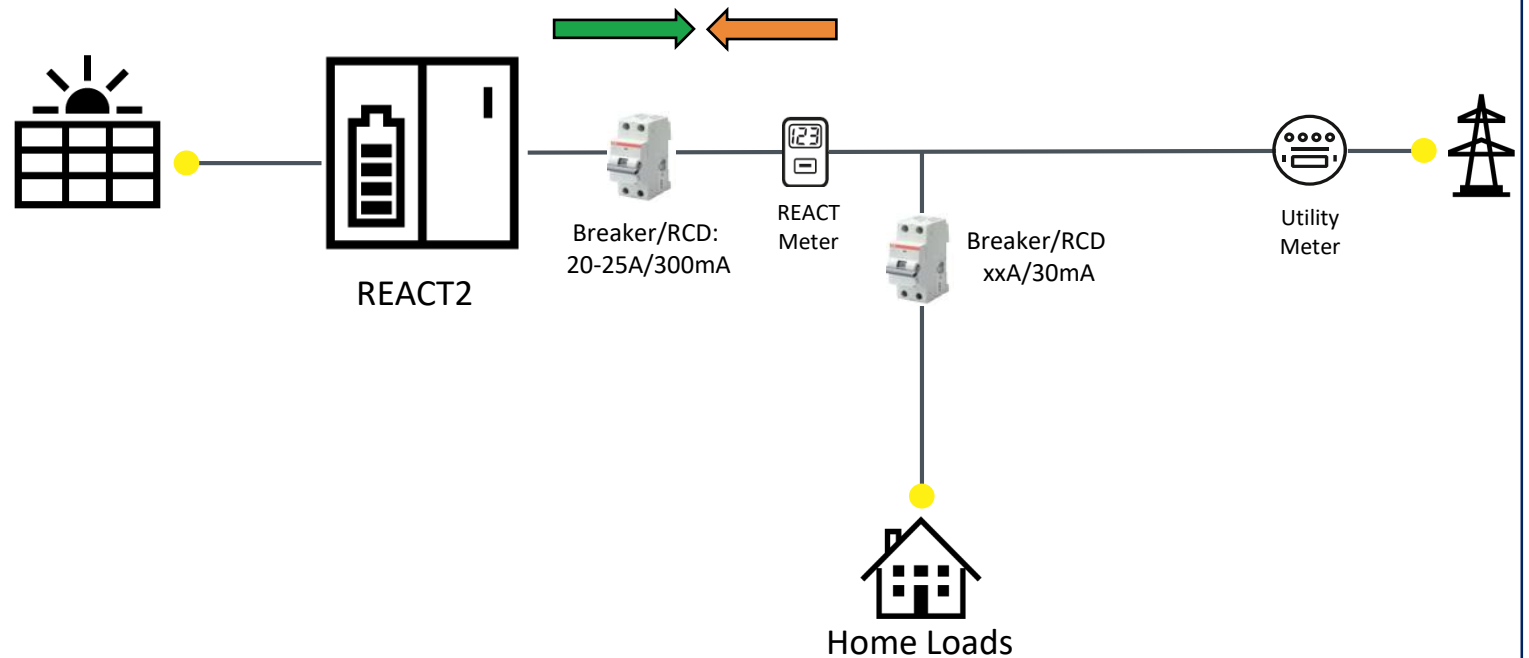 123
REACT2
Breaker/RCD:
20-25A/300mA
REACT
Meter
Breaker/RCD
xxA/30mA
Utility
Meter
Home Loads